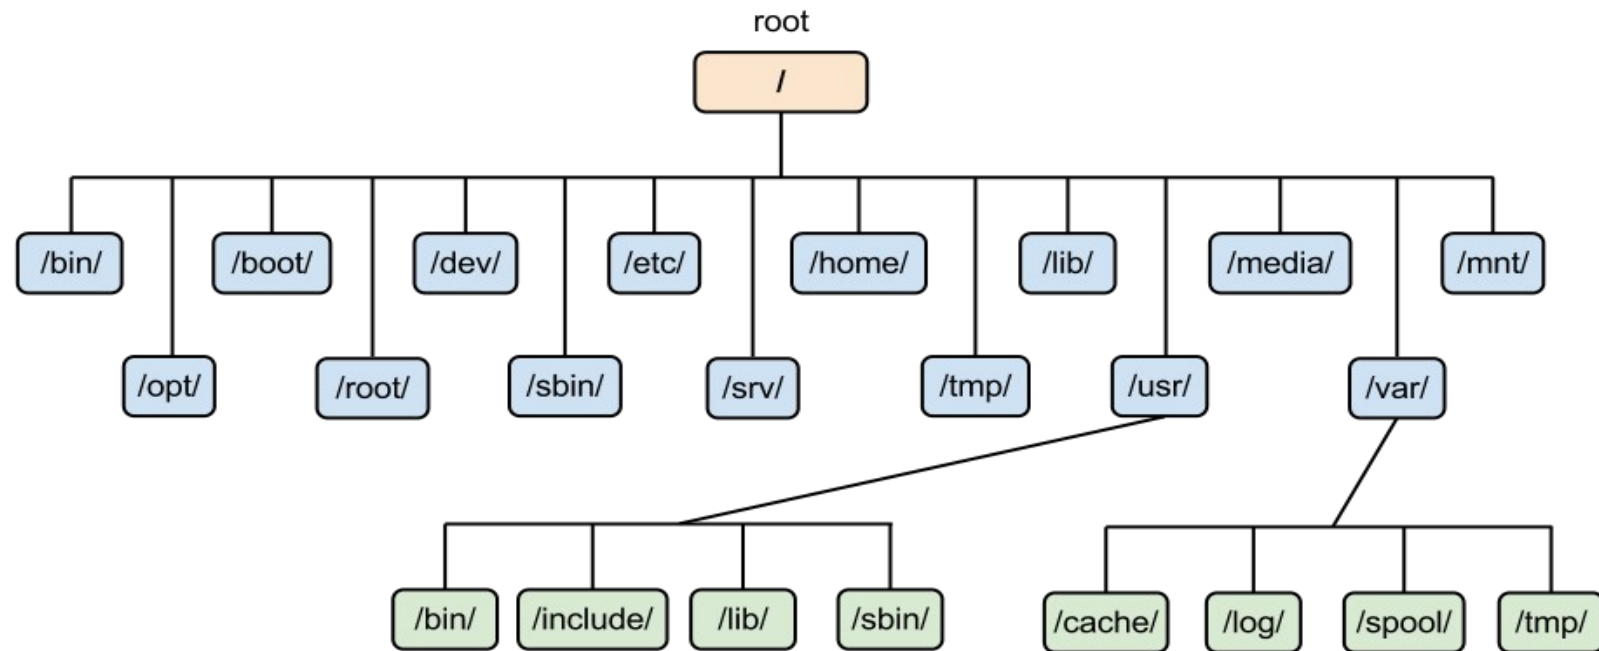 root
/
/bin/
/boot/
/dev/
/etc/
/home/
/lib/
/media/
/mnt/
/opt/
/root/
/sbin/
/srv/
/tmp/
/usr/
/var/
/bin/
/include/
/lib/
/sbin/
/cache/
/log/
/spool/
/tmp/